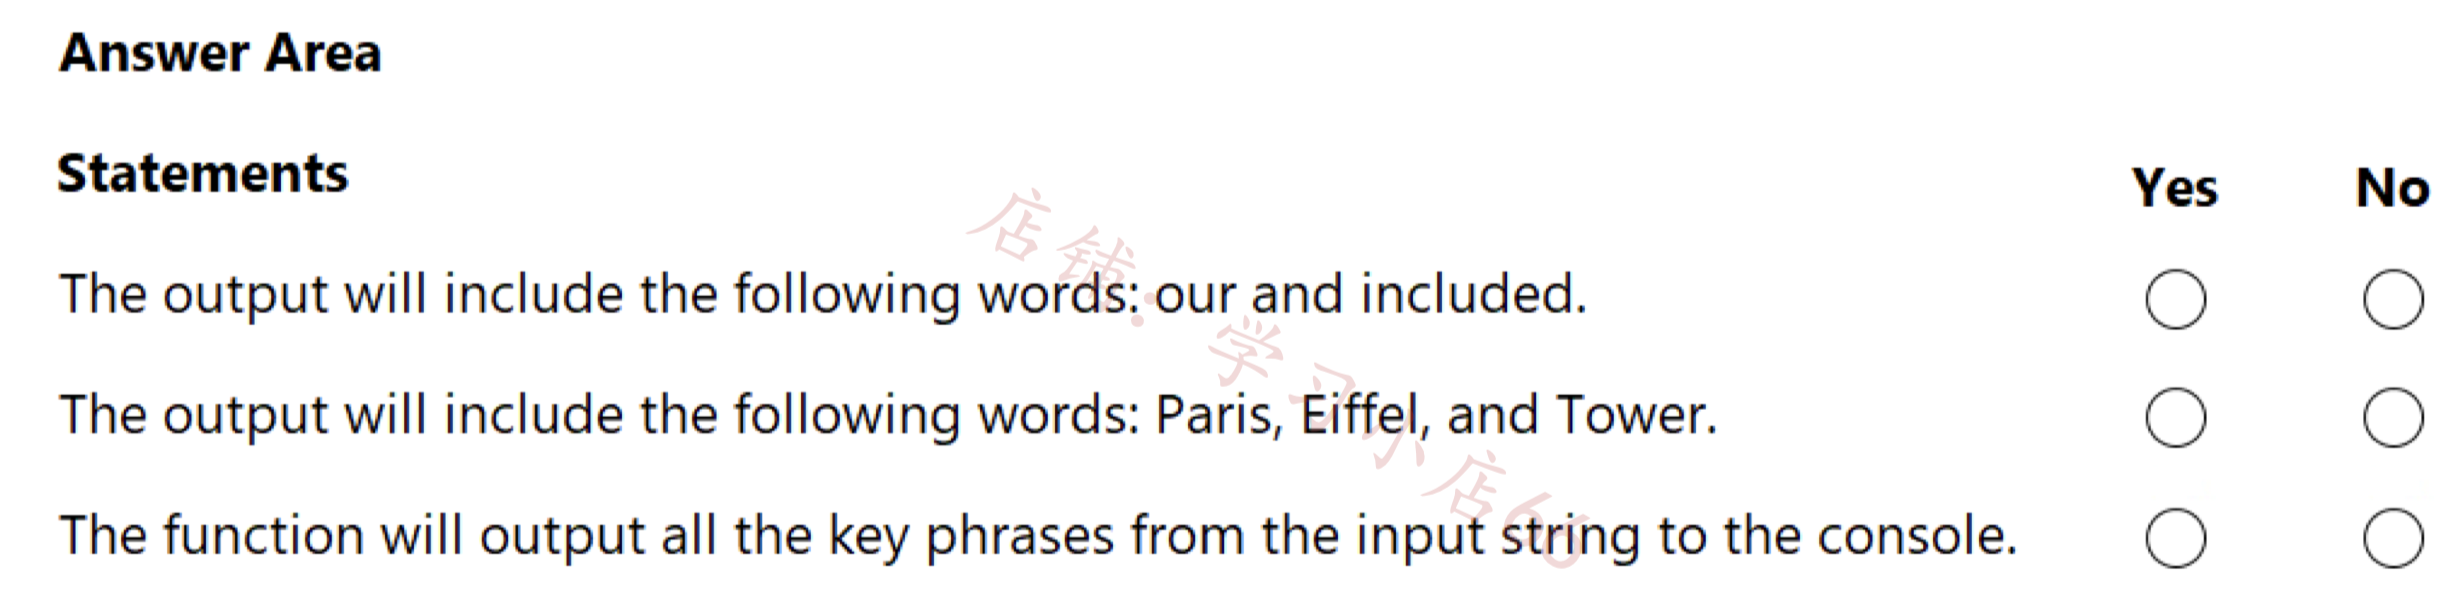 Answer Area
Statements
Yes No
The output will include the following words: our and included.
The output will include the following words: Paris, Eiffel, and Tower.
The function will output all the key phrases from the input string to the console.
店铺：学习小店66